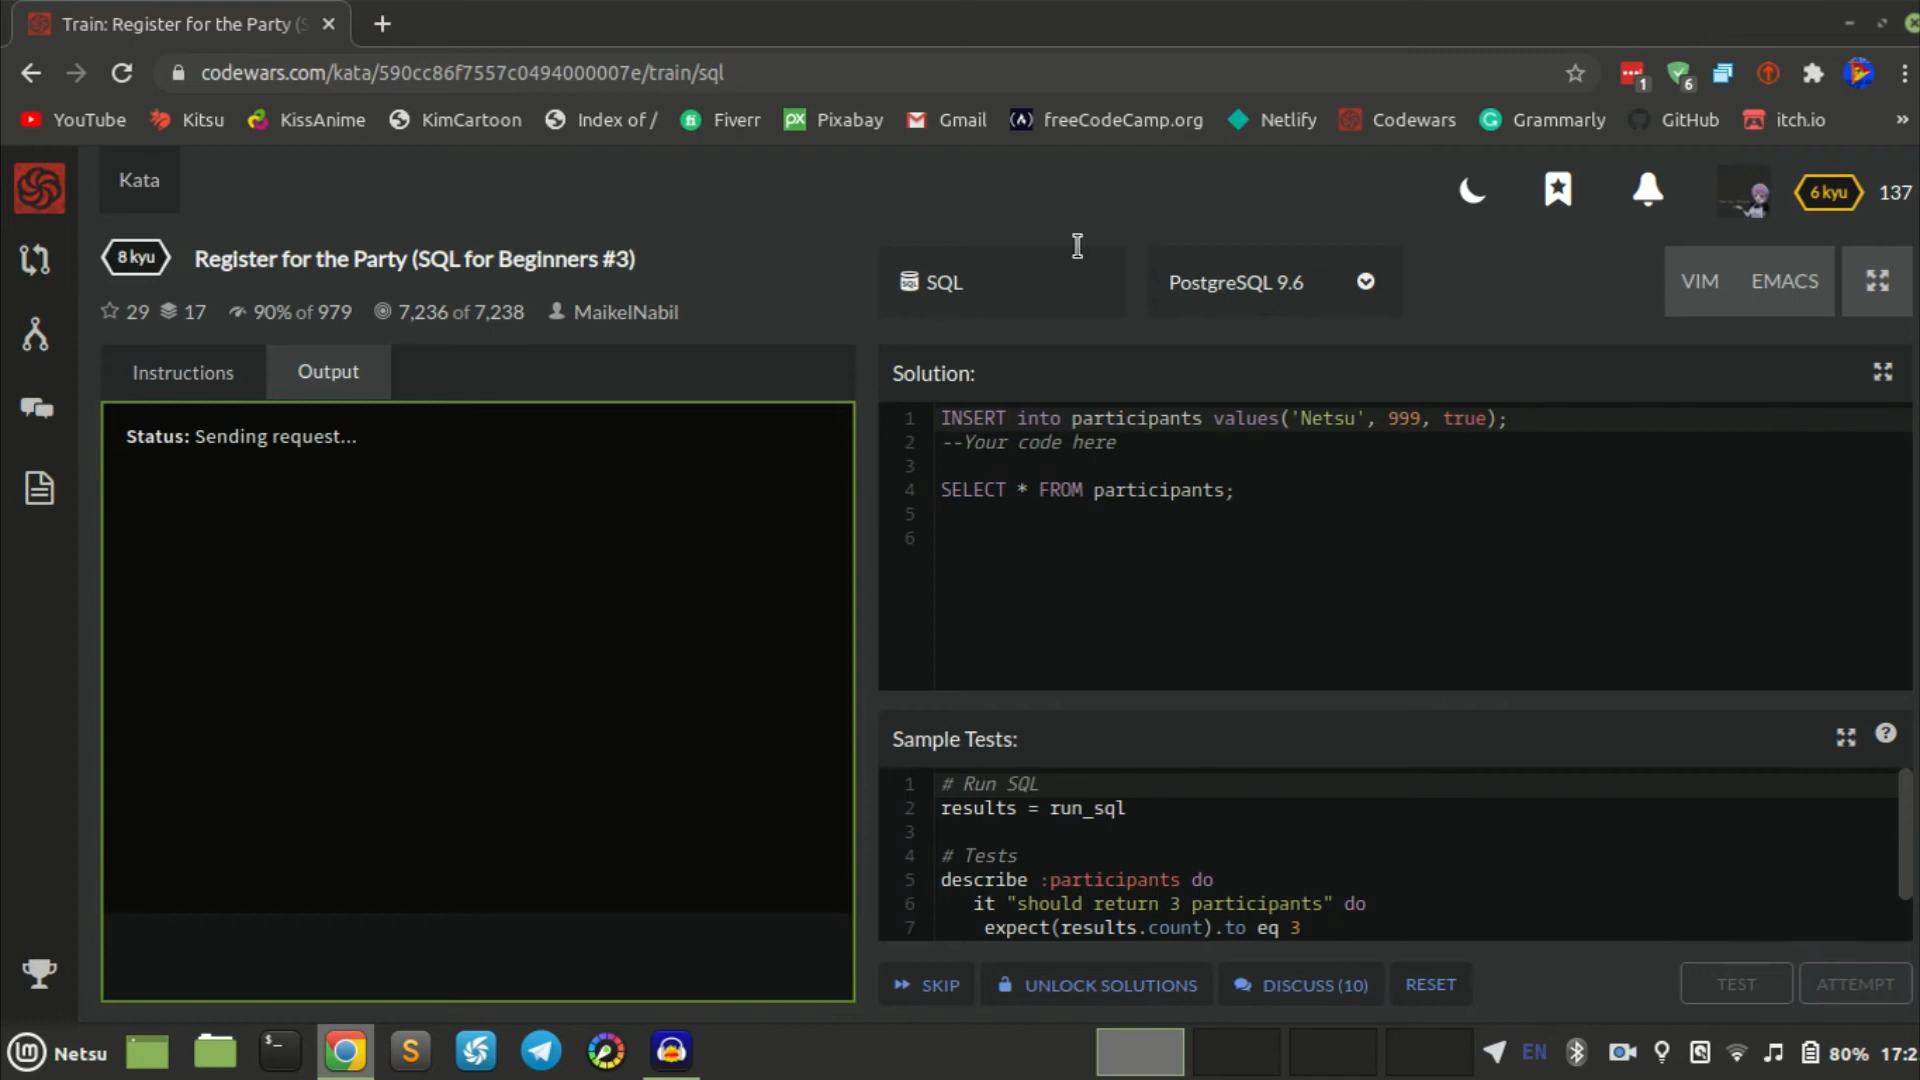 Train: Register for the Party (S
codewars.com/kata/590cc86f7557c0494000007e/train/sql
1
6
YouTube
Kitsu
KissAnime
KimCartoon
Index of /
fi
Fiverr
PX
Pixabay
Gmail
freeCodeCamp.org
Netlify
Codewars
Grammarly
GitHub
itch.io
»
Kata
6 kyu
137
8 kyu
Register for the Party (SQL for Beginners #3)
29
17
90% of 979
7,236 of 7,238
MaikelNabil
SQL
PostgreSQL 9.6
VIM
EMACS
Instructions
Output
Status: Sending request...
Solution:
1 INSERT into participants values('Netsu', 999, true);
2 --Your code here
3
4 SELECT * FROM participants;
5
6
Sample Tests:
1 # Run SQL
2 results = run_sql
3
4 # Tests
5 describe :participants do
6 it "should return 3 participants" do
7 expect(results.count).to eq 3
SKIP
UNLOCK SOLUTIONS
DISCUSS (10)
RESET
TEST
ATTEMPT
Netsu
$_
S
EN
80%
17:2